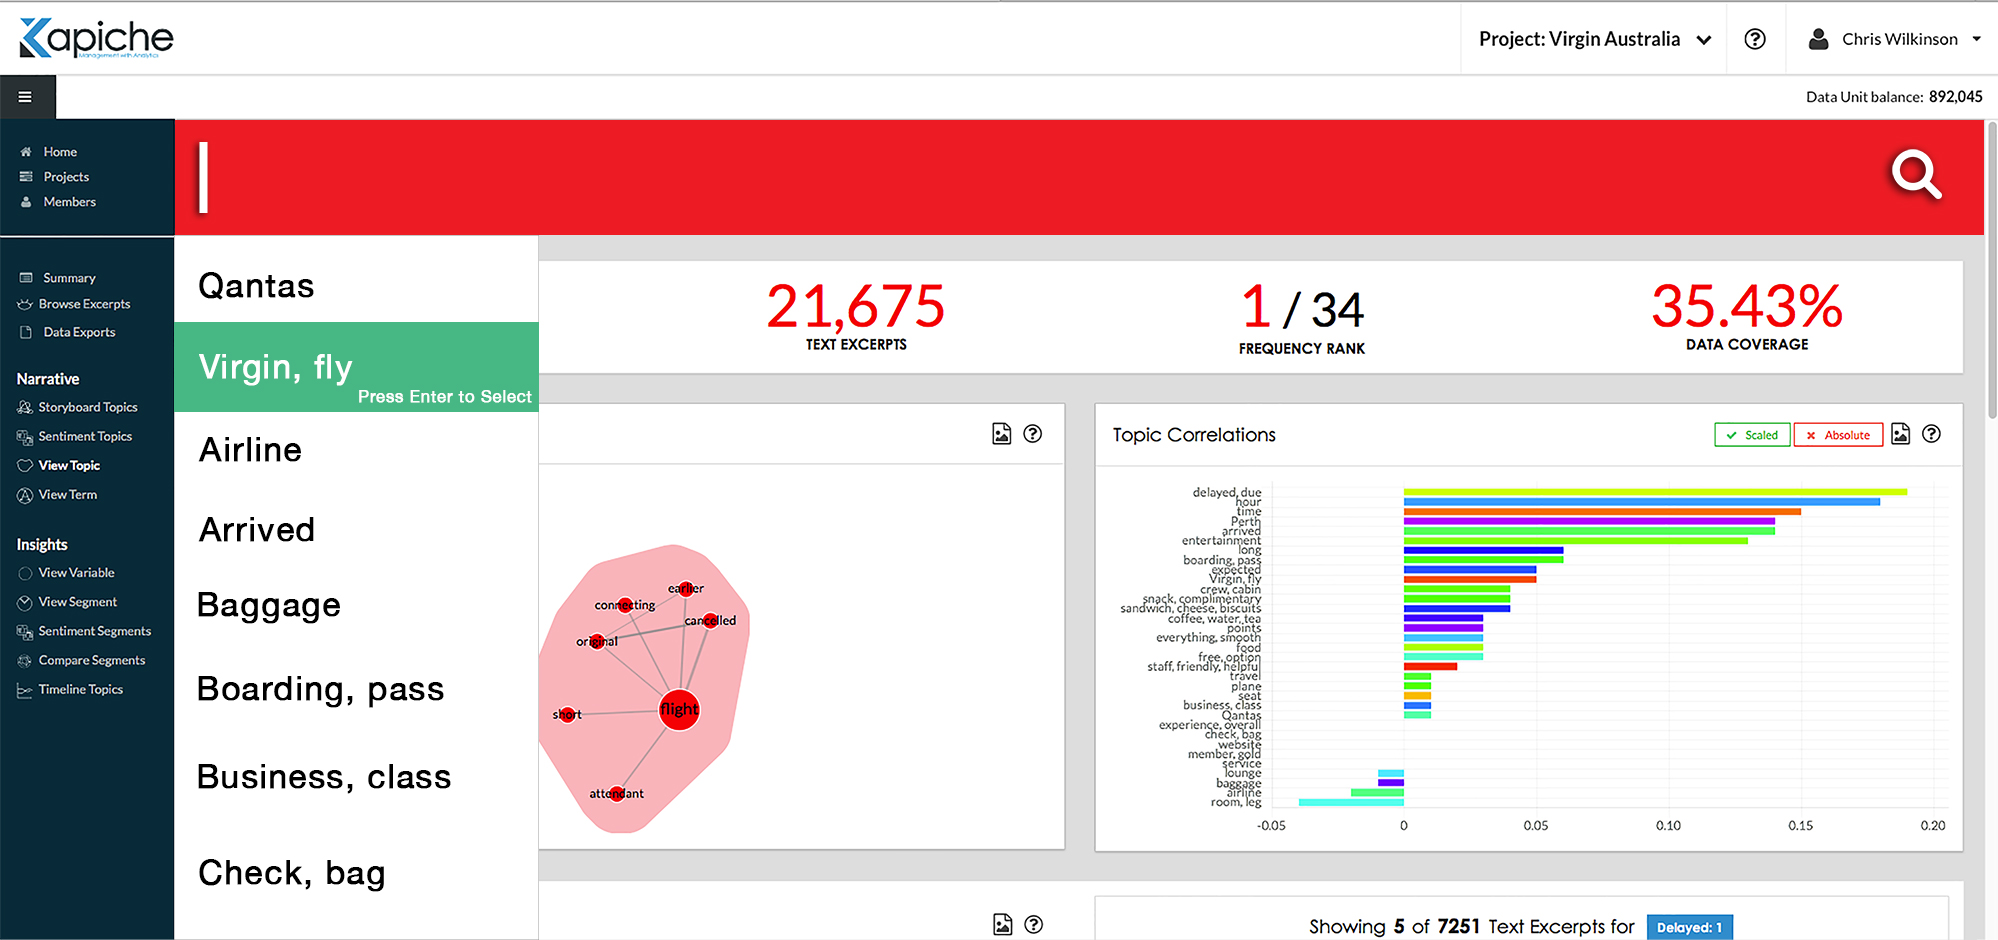 Kapiche
Management with Analytics
Project: Virgin Australia
Chris Wilkinson
Data Unit balance: 892,045
Home
Projects
Members
Summary
Browse Excerpts
Data Exports
Narrative
Storyboard Topics
Sentiment Topics
View Topic
View Term
Insights
View Variable
View Segment
Sentiment Segments
Compare Segments
Timeline Topics
Qantas
Virgin, fly
Press Enter to Select
Airline
Arrived
Baggage
Boarding, pass
Business, class
Check, bag
21,675
TEXT EXCERPTS
1 / 34
FREQUENCY RANK
35.43%
DATA COVERAGE
earlier
connecting
cancelled
original
flight
short
attendant
Topic Correlations
Scaled
Absolute
delayed, due
hour
time
Perth
arrived
entertainment
long
boarding, pass
expected
Virgin, fly
crew, cabin
snack, complimentary
sandwich, cheese, biscuits
coffee, water, tea
points
everything, smooth
food
free, option
staff, friendly, helpful
travel
plane
seat
business, class
Qantas
experience, overall
check, bag
website
member, gold
service
lounge
baggage
airline
room, leg
-0.05 0 0.05 0.10 0.15 0.20
Showing 5 of 7251 Text Excerpts for Delayed: 1